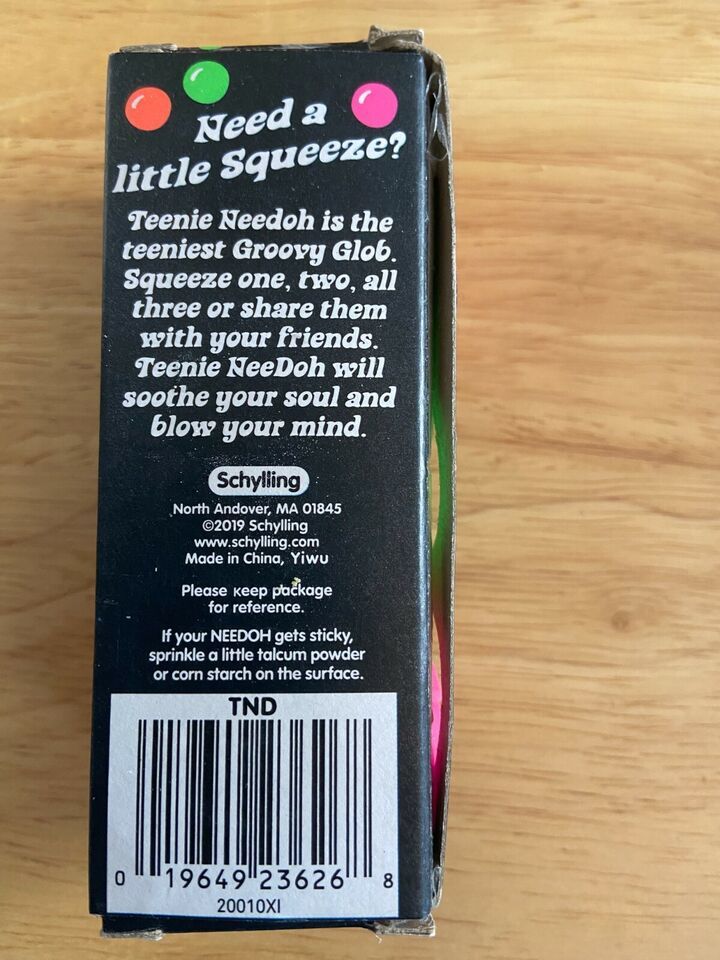 Need a
little Squeeze?
Teenie Needoh is the
teeniest Groovy Glob.
Squeeze one, two, all
three or share them
with your friends.
Teenie NeeDoh will
soothe your soul and
blow your mind.
Schylling
North Andover, MA 01845
©2019 Schylling
www.schylling.com
Made in China, Yiwu
Please keep package
for reference.
If your NEEDOH gets sticky,
sprinkle a little talcum powder
or corn starch on the surface.
TND
0 19649 23626 8
20010XI